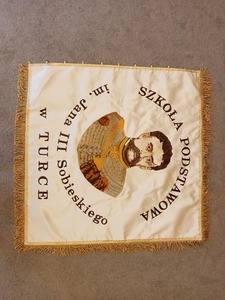 SZKOŁA PODSTAWOWA
im. Jana III Sobieskiego
W TURCE